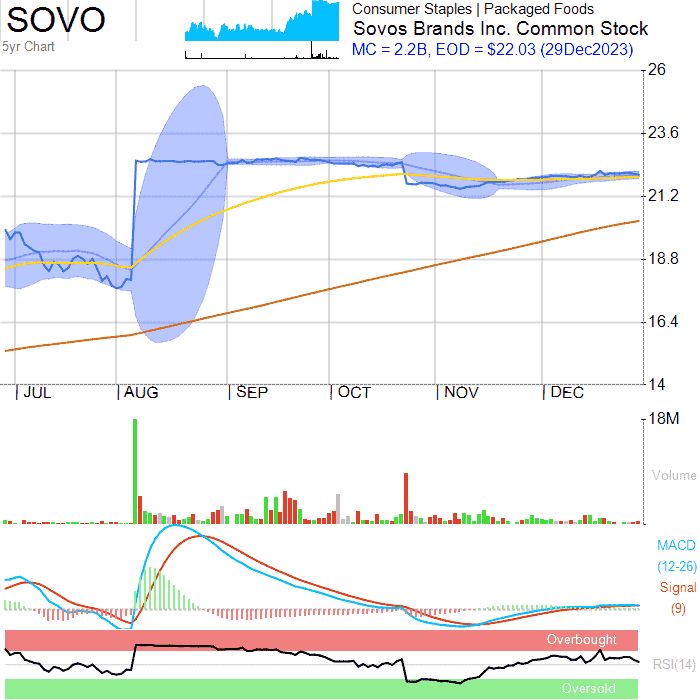 SOVO
5yr Chart
Consumer Staples | Packaged Foods
Sovos Brands Inc. Common Stock
MC = 2.2B, EOD = $22.03 (29Dec2023)
26
23.6
21.2
18.8
16.4
14
JUL AUG SEP OCT NOV DEC
18M
Volume
MACD
(12-26)
Signal
(9)
Overbought
RSI(14)
Oversold